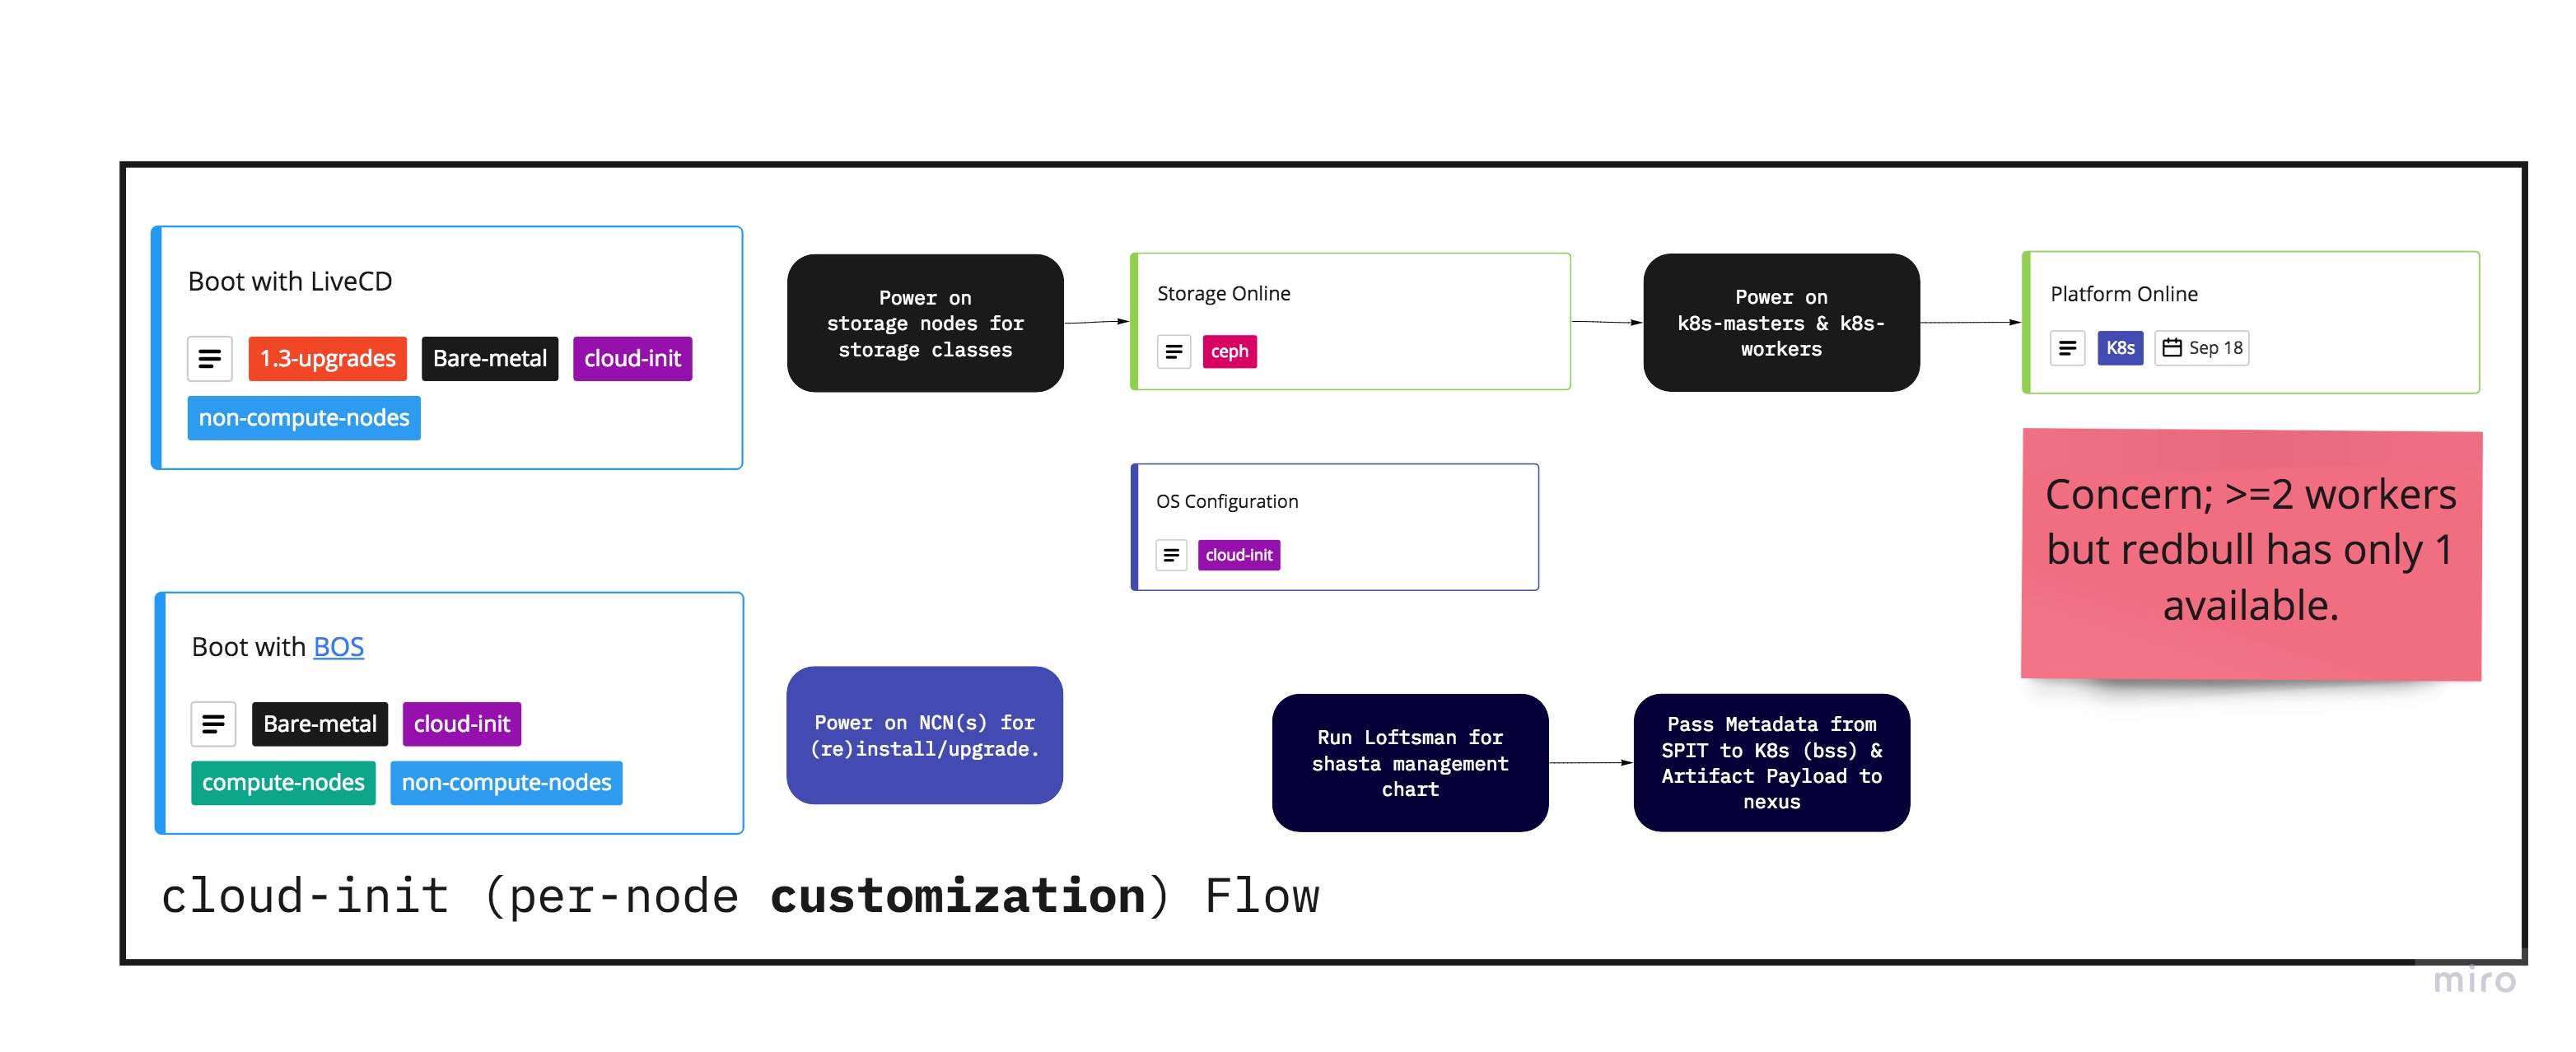 Boot with LiveCD
1.3-upgrades Bare-metal cloud-init
non-compute-nodes
Power on
storage nodes for
storage classes
Storage Online
ceph
Power on
k8s-masters & k8s-
workers
Platform Online
K8s Sep 18
OS Configuration
cloud-init
Concern; >=2 workers
but redbull has only 1
available.
Boot with BOS
Bare-metal cloud-init
compute-nodes non-compute-nodes
Power on NCN(s) for
(re)install/upgrade.
Run Loftsman for
shasta management
chart
Pass Metadata from
SPIT to K8s (bss) &
Artifact Payload to
nexus
cloud-init (per-node customization) Flow
miro